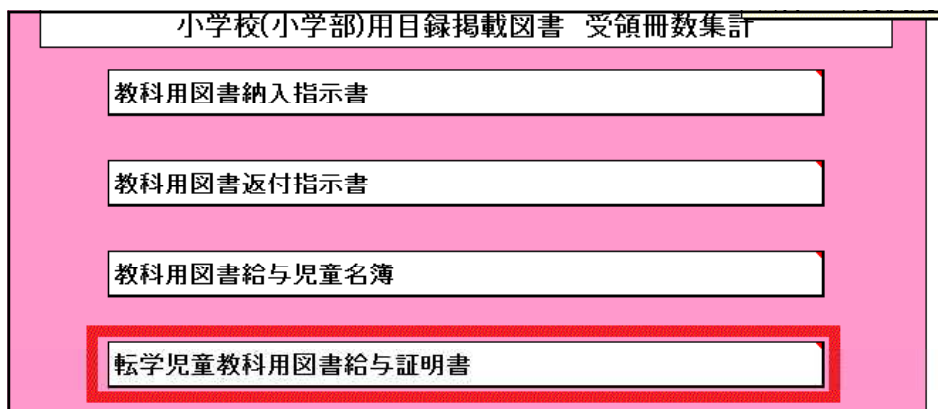 小学校(小学部)用目録掲載図書 受領冊数集計
教科用図書納入指示書
教科用図書返付指示書
教科用図書給与児童名簿
転学児童教科用図書給与証明書